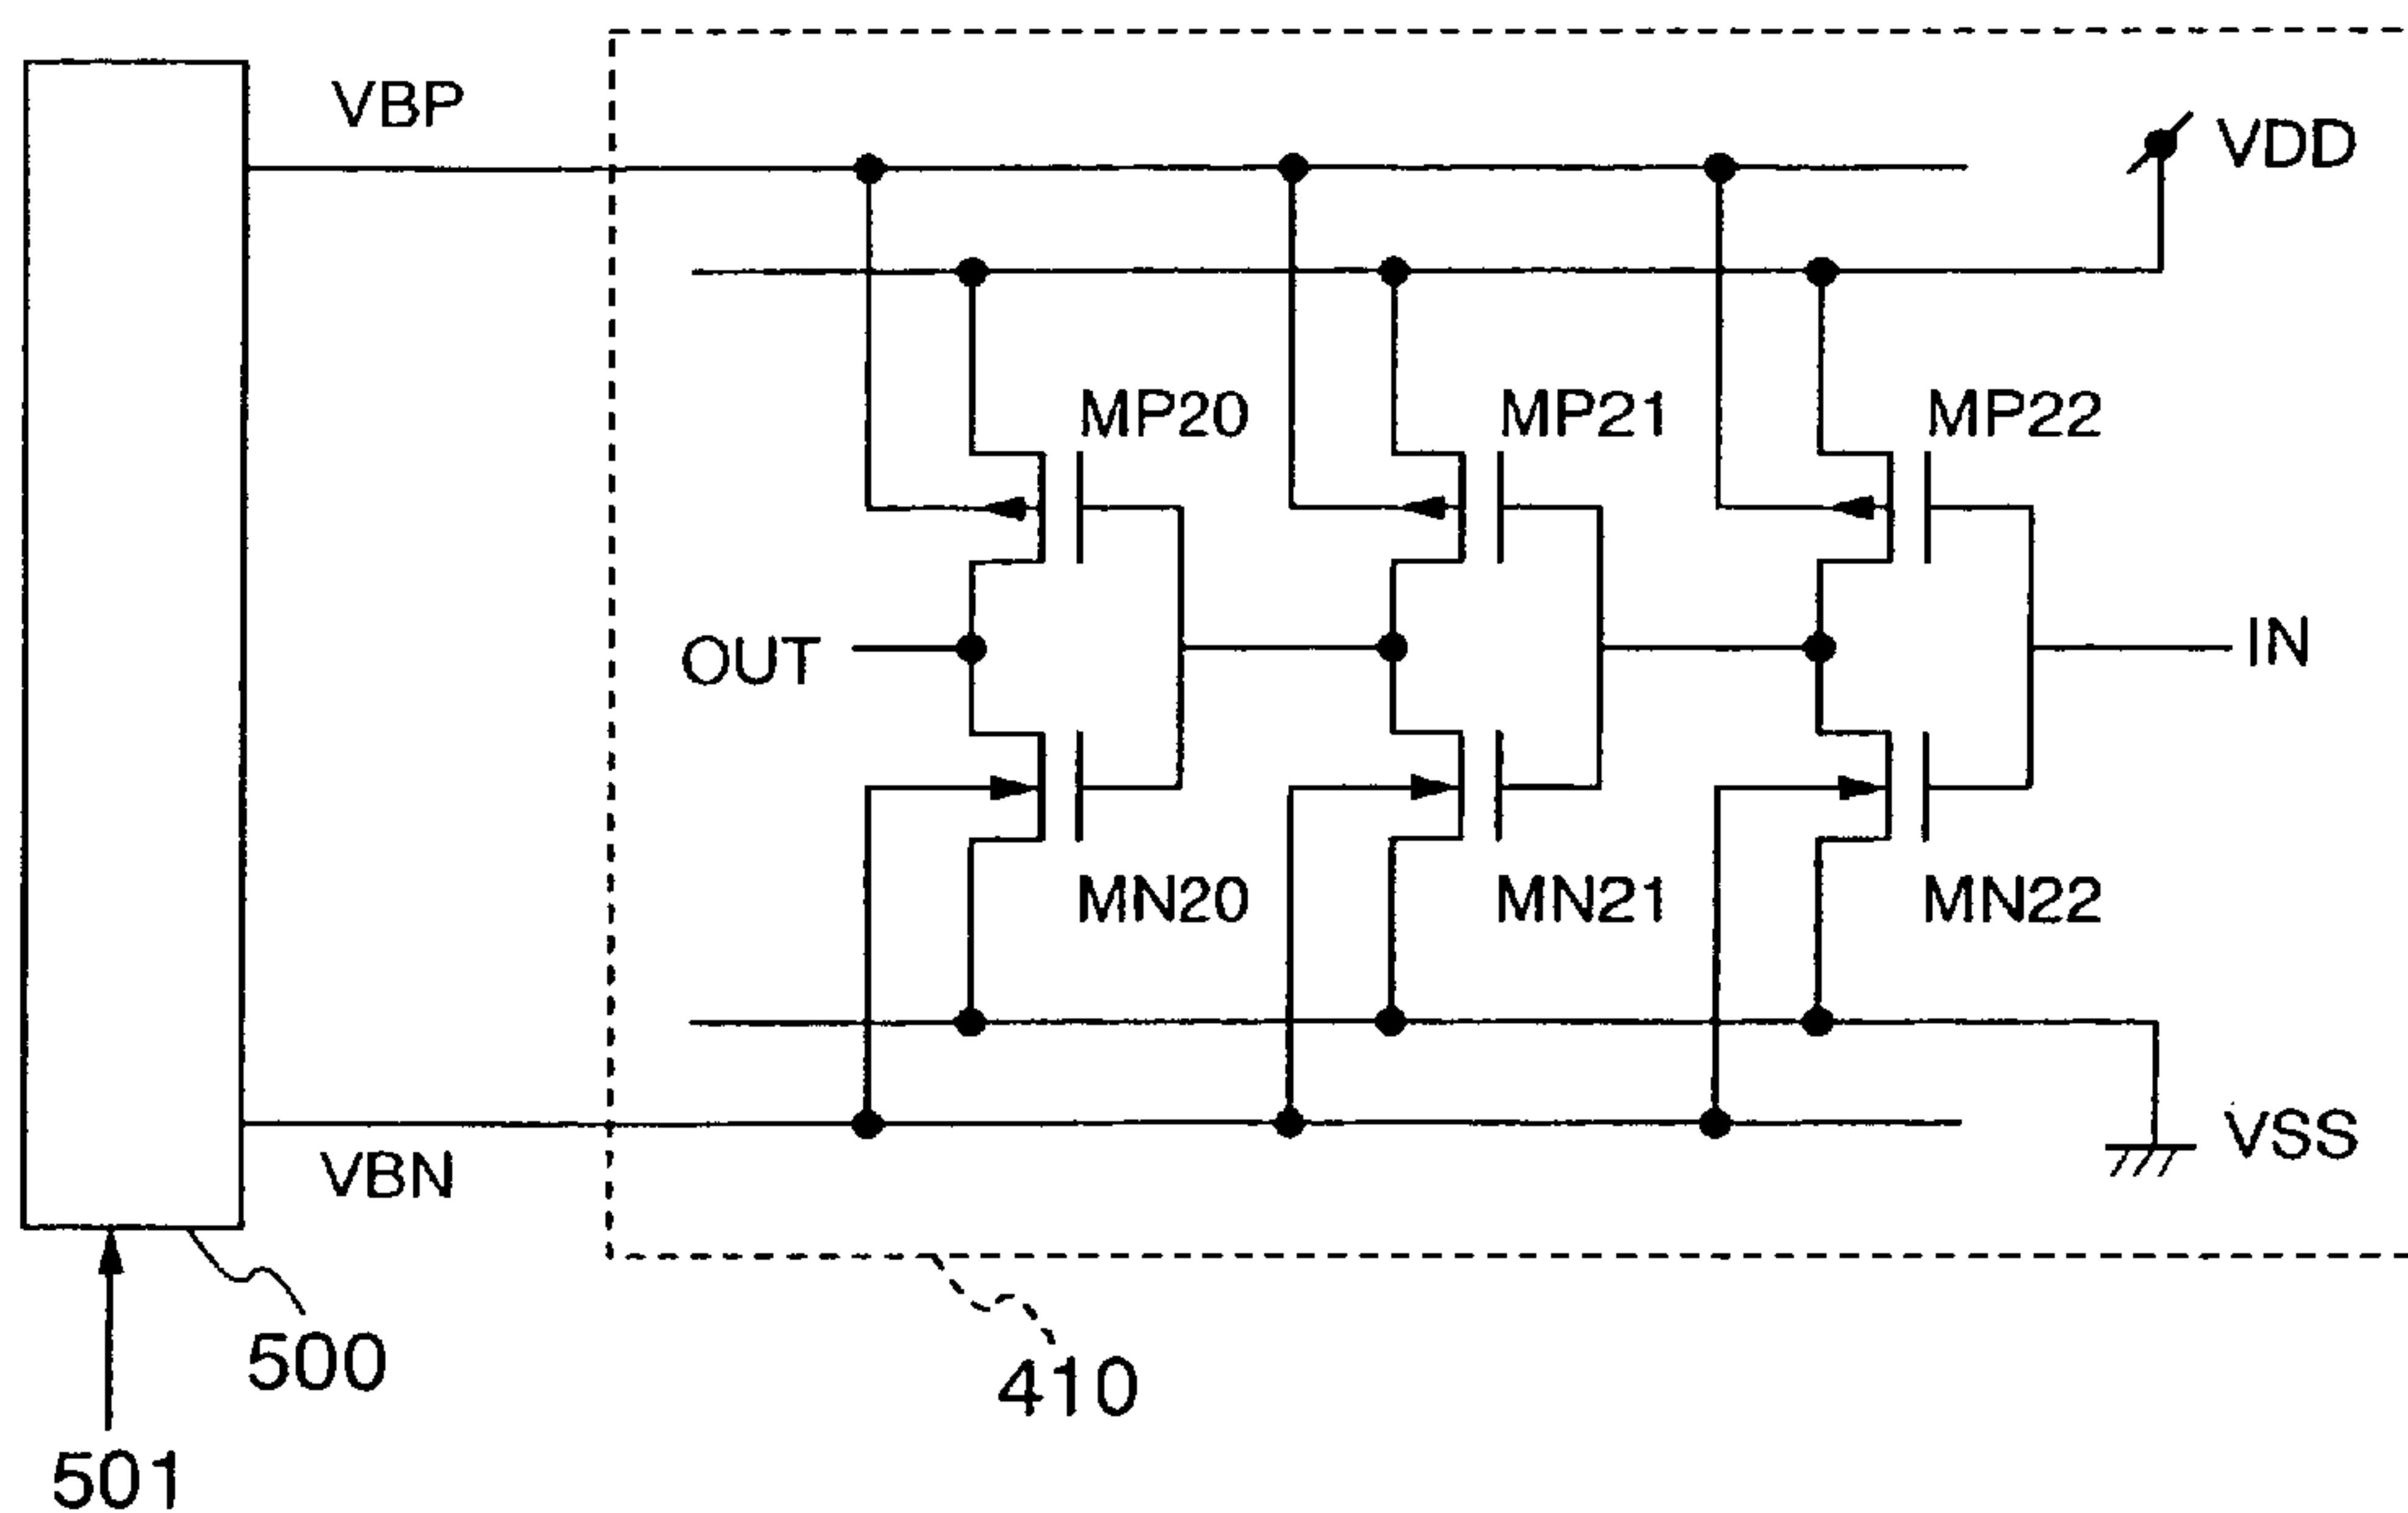 VBP
VDD
MP20
MP21
MP22
OUT
IN
MN20
MN21
MN22
VBN
VSS
500
410
501